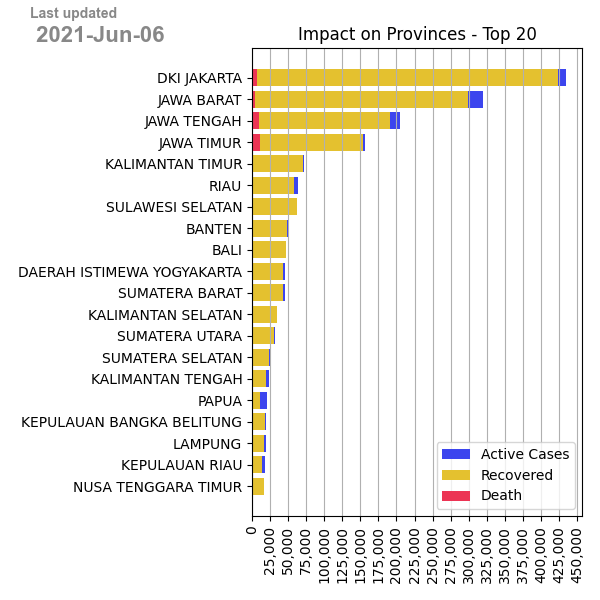 Last updated
2021-Jun-06
Impact on Provinces - Top 20
DKI JAKARTA
JAWA BARAT
JAWA TENGAH
JAWA TIMUR
KALIMANTAN TIMUR
RIAU
SULAWESI SELATAN
BANTEN
BALI
DAERAH ISTIMEWA YOGYAKARTA
SUMATERA BARAT
KALIMANTAN SELATAN
SUMATERA UTARA
SUMATERA SELATAN
KALIMANTAN TENGAH
PAPUA
KEPULAUAN BANGKA BELITUNG
LAMPUNG
KEPULAUAN RIAU
NUSA TENGGARA TIMUR
Active Cases
Recovered
Death
0
25,000
50,000
75,000
100,000
125,000
150,000
175,000
200,000
225,000
250,000
275,000
300,000
325,000
350,000
375,000
400,000
425,000
450,000